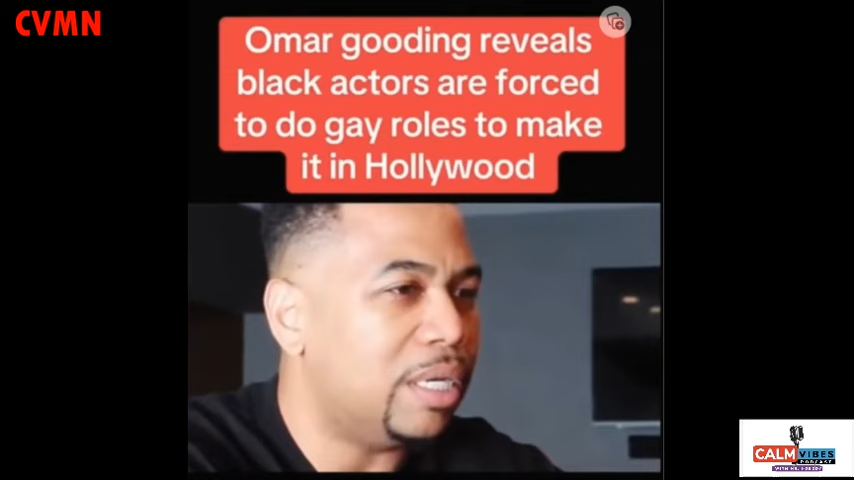 CVMN
Omar gooding reveals
black actors are forced
to do gay roles to make
it in Hollywood
CALM VIBES
PODCAST